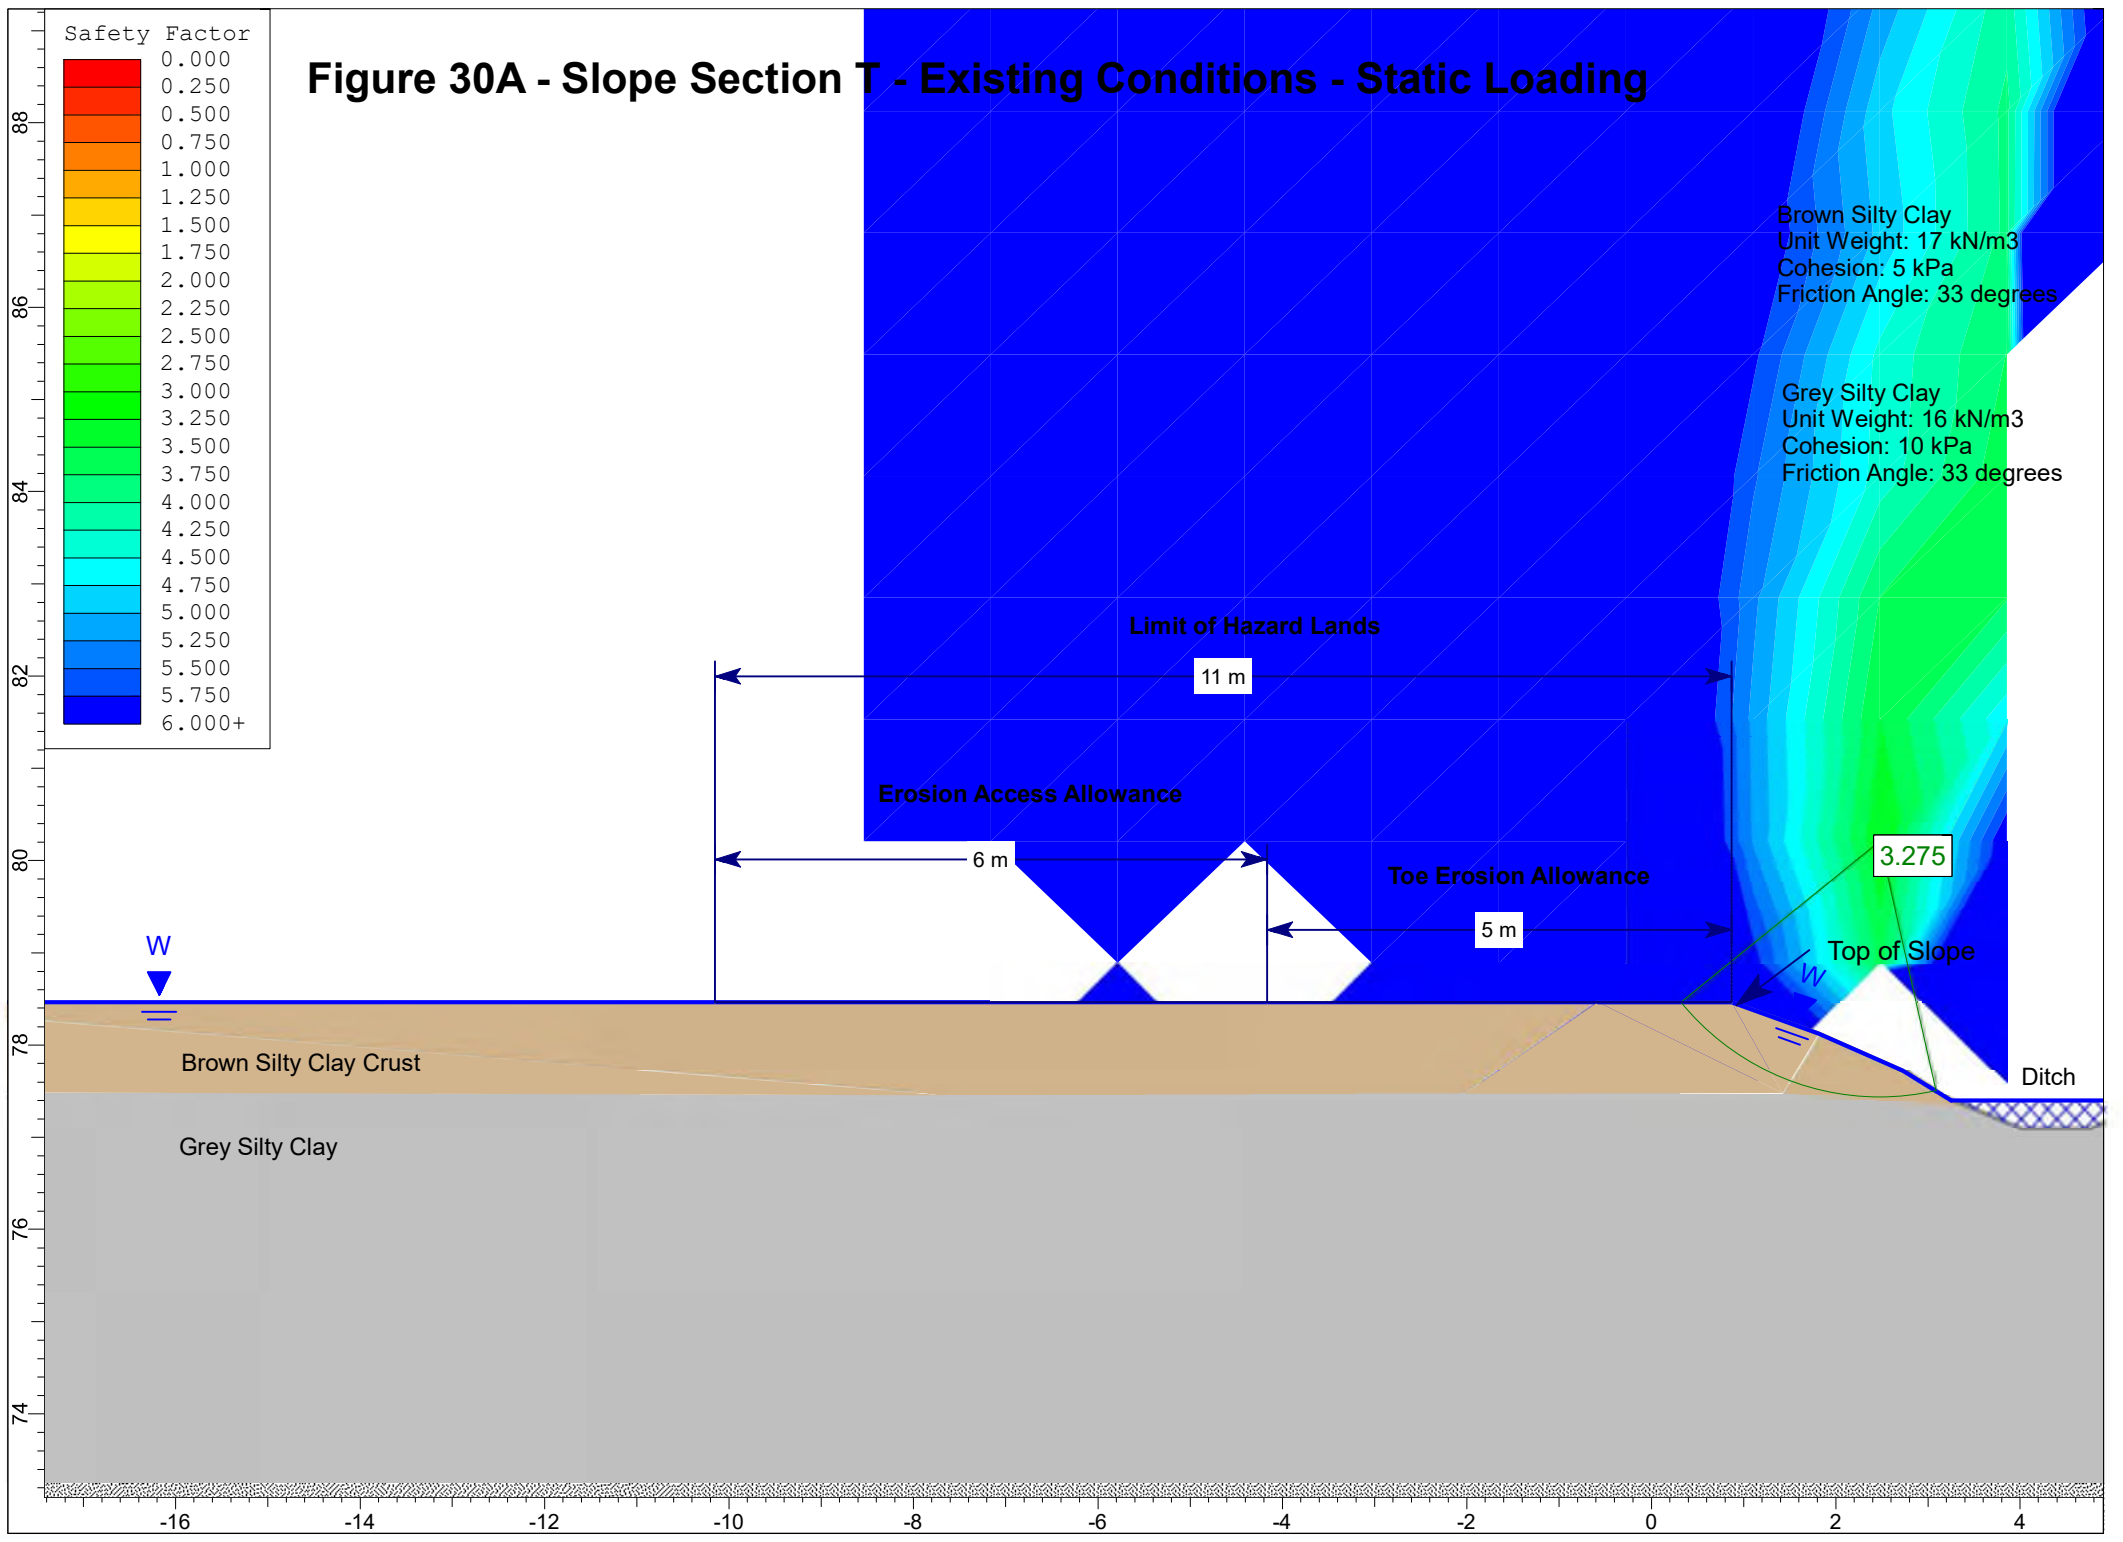 Safety Factor
0.000
0.250
0.500
0.750
1.000
1.250
1.500
1.750
2.000
2.250
2.500
2.750
3.000
3.250
3.500
3.750
4.000
4.250
4.500
4.750
5.000
5.250
5.500
5.750
6.000+
Figure 30A - Slope Section T - Existing Conditions - Static Loading
Brown Silty Clay
Unit Weight: 17 kN/m3
Cohesion: 5 kPa
Friction Angle: 33 degrees
Grey Silty Clay
Unit Weight: 16 kN/m3
Cohesion: 10 kPa
Friction Angle: 33 degrees
Limit of Hazard Lands
11 m
Erosion Access Allowance
6 m
Toe Erosion Allowance
5 m
3.275
Top of Slope
W
W
Ditch
Brown Silty Clay Crust
Grey Silty Clay
88
86
84
82
80
78
76
74
-16
-14
-12
-10
-8
-6
-4
-2
0
2
4